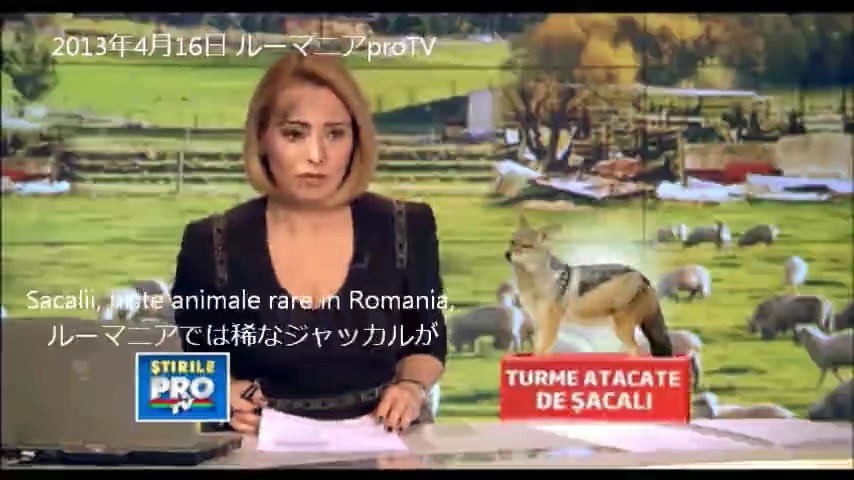 2013年4月16日 ルーマニアproTV
Sacalii, niste animale rare in Romania,
ルーマニアでは稀なジャッカルが
ȘTIRILE
PRO
TV
TURME ATACATE
DE ȘACALI